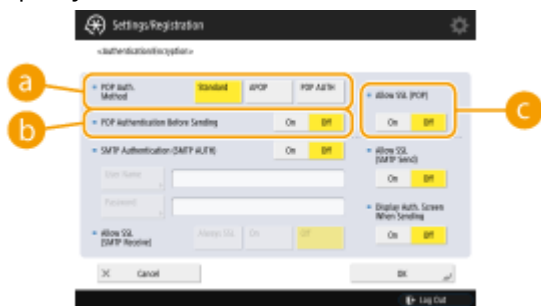 Settings/Registration
<Authentication/Encryption>
a
POP Auth.
Method
Standard
APOP
POP AUTH
Allow SSL (POP)
c
On
Off
b
POP Authentication Before Sending
On
Off
SMTP Authentication (SMTP AUTH)
On
Off
Allow SSL
(SMTP Send)
User Name
On
Off
Password
Display Auth. Screen
When Sending
Allow SSL
(SMTP Receive)
Always SSL
On
Off
On
Off
Cancel
OK
Log Out